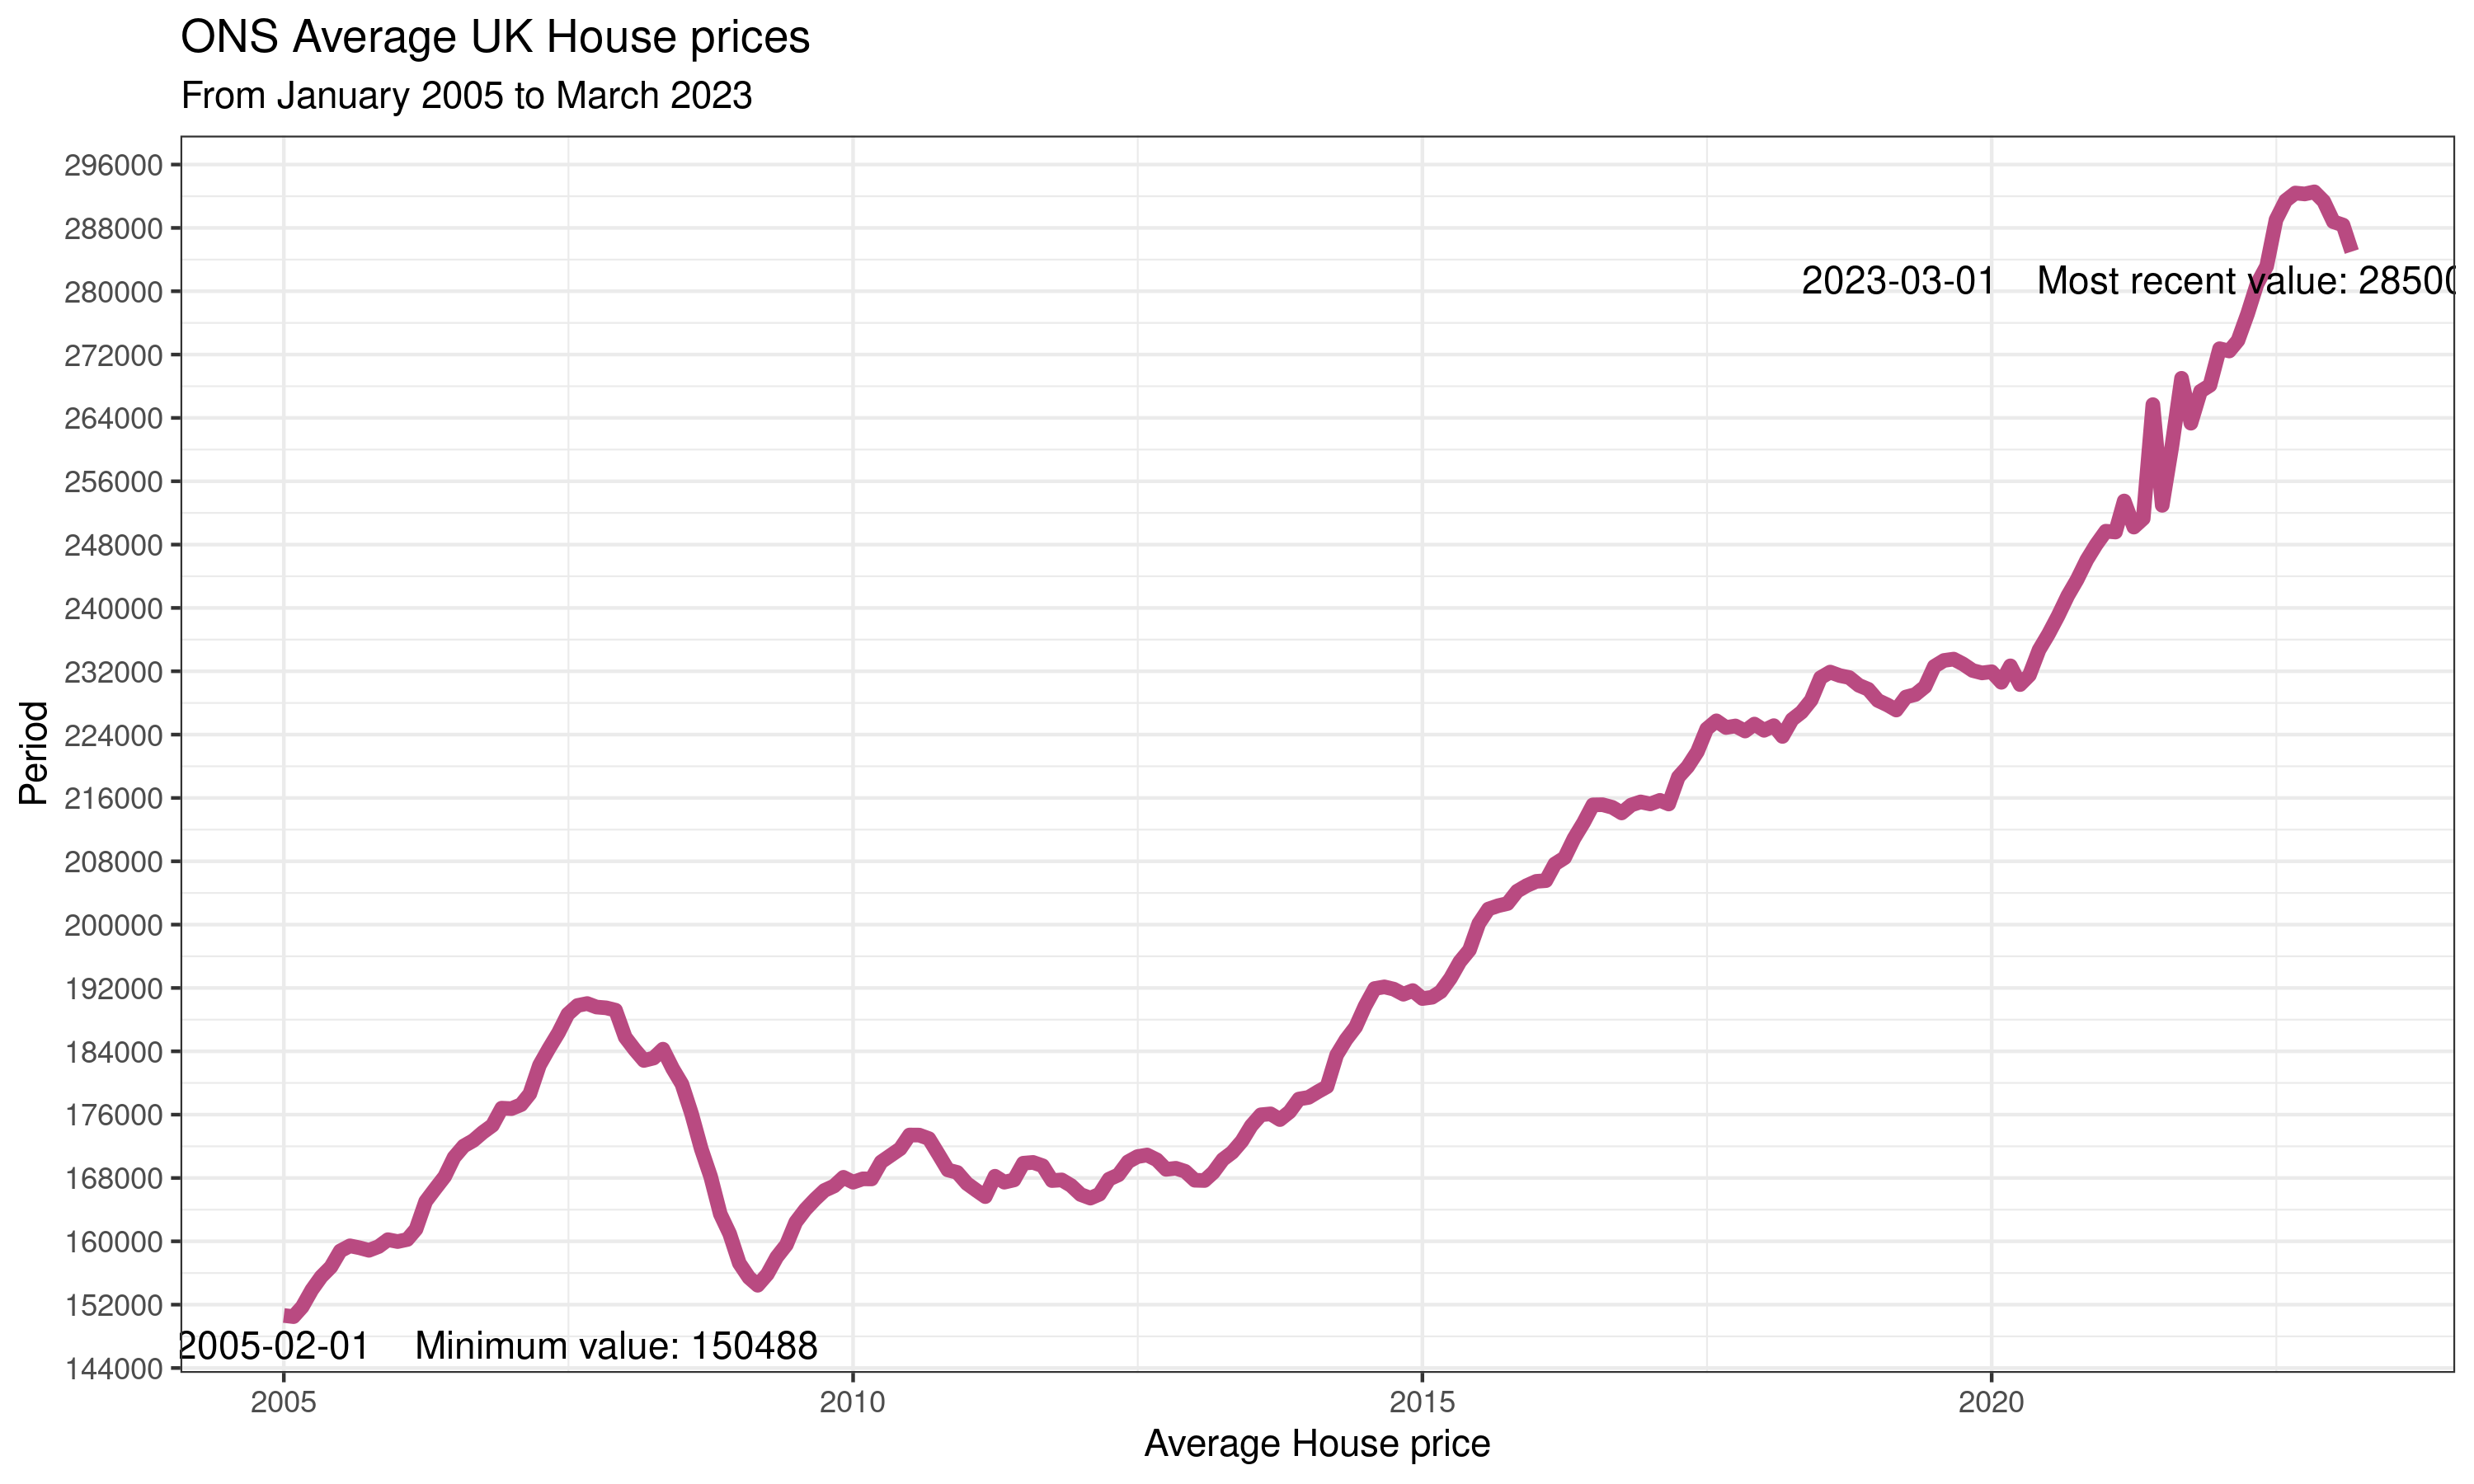 ONS Average UK House prices
From January 2005 to March 2023
296000
288000
280000
272000
264000
256000
248000
240000
232000
224000
216000
208000
200000
192000
184000
176000
168000
160000
152000
144000
Period
2023-03-01 Most recent value: 28500
2005-02-01 Minimum value: 150488
2005 2010 2015 2020
Average House price